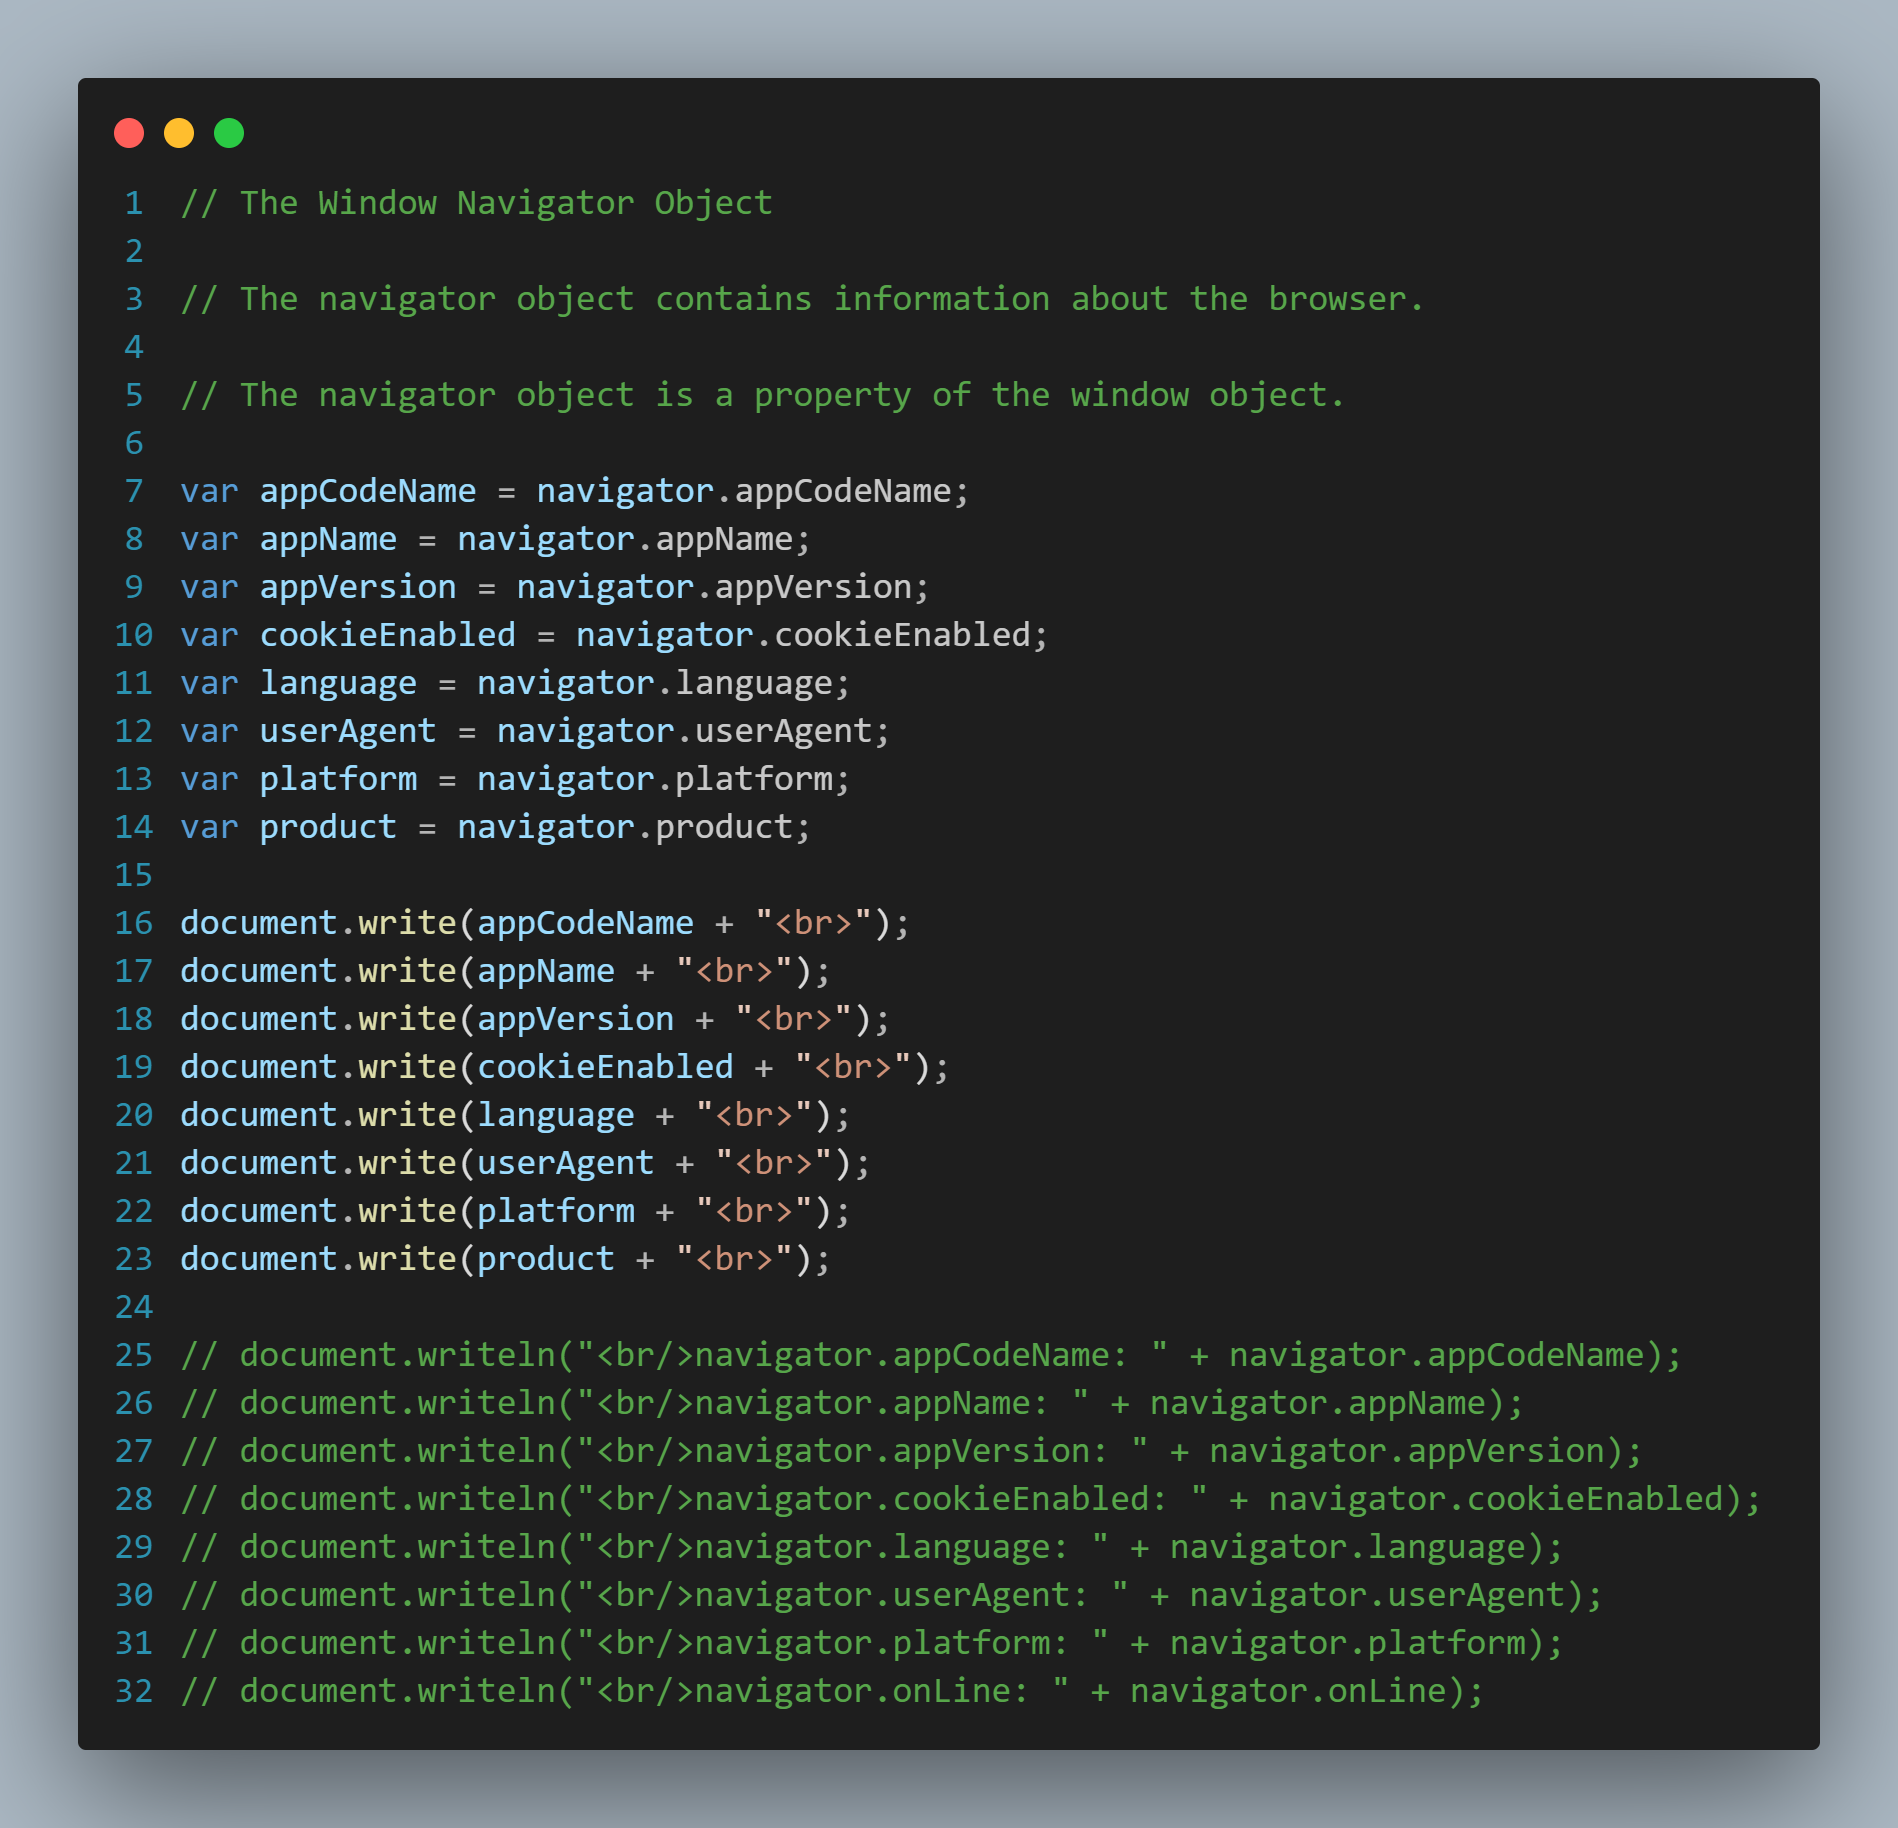 1 // The Window Navigator Object
2
3 // The navigator object contains information about the browser.
4
5 // The navigator object is a property of the window object.
6
7 var appCodeName = navigator.appCodeName;
8 var appName = navigator.appName;
9 var appVersion = navigator.appVersion;
10 var cookieEnabled = navigator.cookieEnabled;
11 var language = navigator.language;
12 var userAgent = navigator.userAgent;
13 var platform = navigator.platform;
14 var product = navigator.product;
15
16 document.write(appCodeName + "<br>");
17 document.write(appName + "<br>");
18 document.write(appVersion + "<br>");
19 document.write(cookieEnabled + "<br>");
20 document.write(language + "<br>");
21 document.write(userAgent + "<br>");
22 document.write(platform + "<br>");
23 document.write(product + "<br>");
24
25 // document.writeln("<br/>navigator.appCodeName: " + navigator.appCodeName);
26 // document.writeln("<br/>navigator.appName: " + navigator.appName);
27 // document.writeln("<br/>navigator.appVersion: " + navigator.appVersion);
28 // document.writeln("<br/>navigator.cookieEnabled: " + navigator.cookieEnabled);
29 // document.writeln("<br/>navigator.language: " + navigator.language);
30 // document.writeln("<br/>navigator.userAgent: " + navigator.userAgent);
31 // document.writeln("<br/>navigator.platform: " + navigator.platform);
32 // document.writeln("<br/>navigator.onLine: " + navigator.onLine);